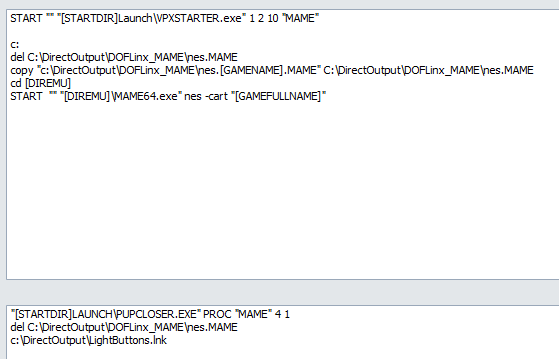 START "" "[STARTDIR]Launch\VPXSTARTER.exe" 1 2 10 "MAME"
c:
del C:\DirectOutput\DOFLinx_MAME\nes.MAME
copy "c:\DirectOutput\DOFLinx_MAME\nes.[GAMENAME].MAME" C:\DirectOutput\DOFLinx_MAME\nes.MAME
cd [DIREMU]
START  "" "[DIREMU]\MAME64.exe" nes -cart "[GAMEFULLNAME]"
"[STARTDIR]LAUNCH\PUPCLOSER.EXE" PROC "MAME" 4 1
del C:\DirectOutput\DOFLinx_MAME\nes.MAME
c:\DirectOutput\LightButtons.lnk